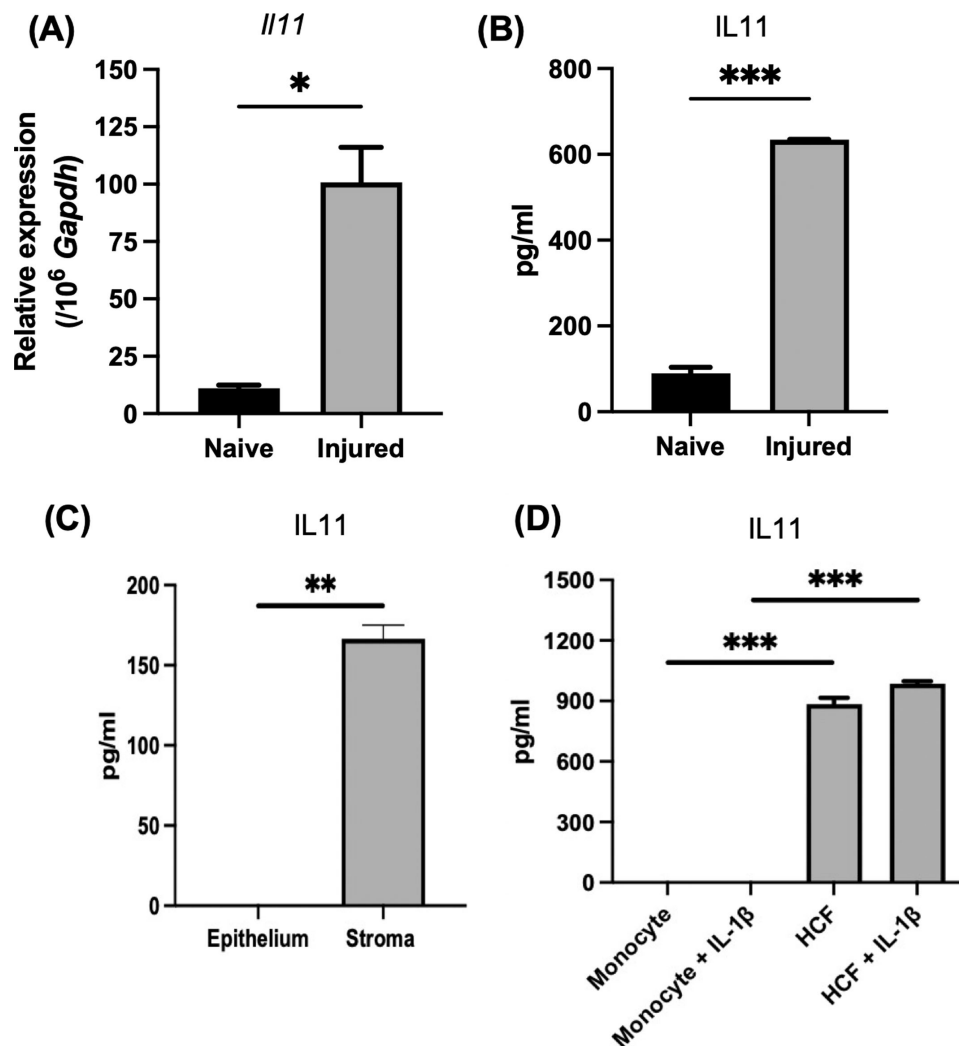 (A)
Il11
Relative expression
(/10⁶ Gapdh)
150
125
100
75
50
25
0
*
Naive
Injured
(B)
IL11
pg/ml
800
600
400
200
0
***
Naive
Injured
(C)
IL11
pg/ml
200
150
100
50
0
**
Epithelium
Stroma
(D)
IL11
pg/ml
1500
1200
900
600
300
0
***
***
Monocyte
Monocyte + IL-1β
HCF
HCF + IL-1β